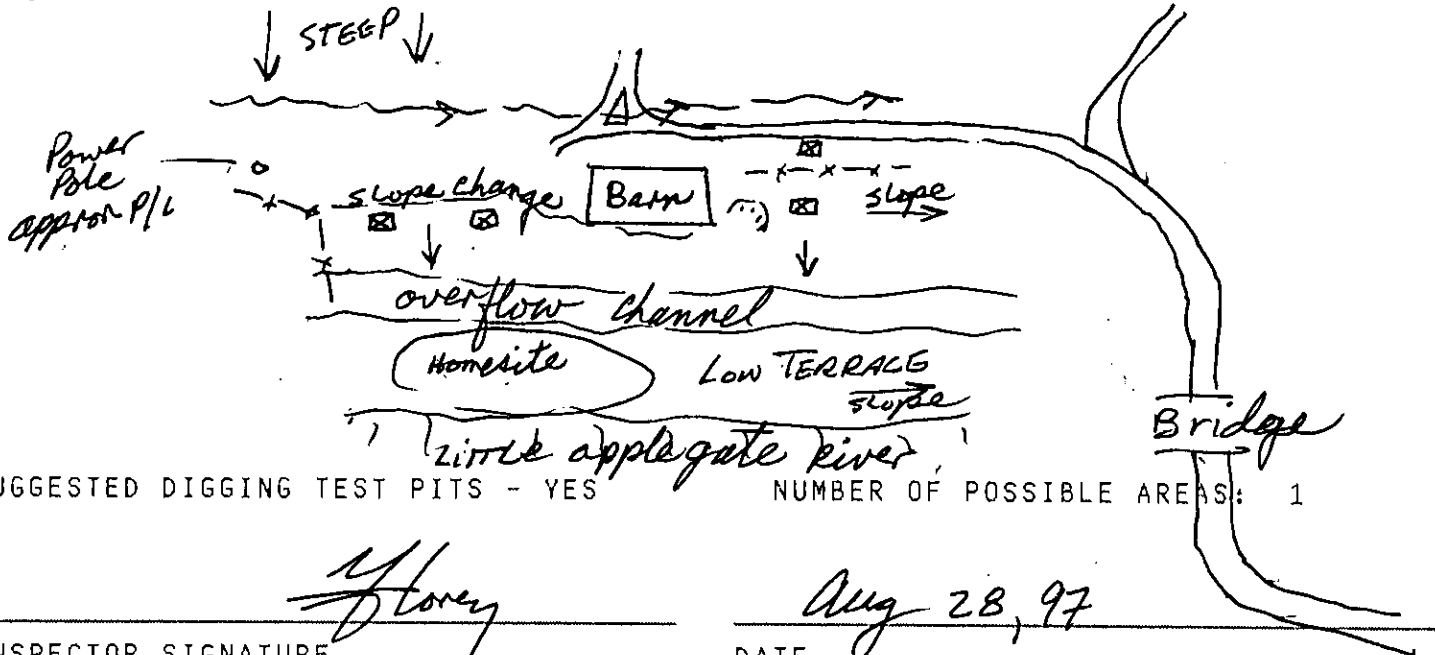 STEEP
Power
Pole
approx P/L
slope change
Barn
slope
overflow channel
Homesite
LOW TERRACE
slope
Little applegate River
Bridge
UGGESTED DIGGING TEST PITS - YES NUMBER OF POSSIBLE AREAS: 1
Aug 28, 97
NSPECTOR SIGNATURE DATE